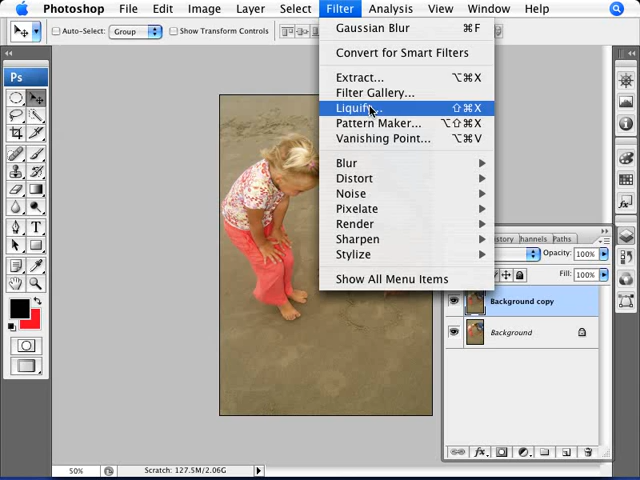 Photoshop File Edit Image Layer Select Filter Analysis View Window Help
Auto-Select: Group Show Transform Controls
Gaussian Blur ⌘F
Convert for Smart Filters
Extract... ⌥⌘X
Filter Gallery...
Liquify... ⇧⌘X
Pattern Maker... ⌥⇧⌘X
Vanishing Point... ⌥⌘V
Blur
Distort
Noise
Pixelate
Render
Sharpen
Stylize
Show All Menu Items
Ps
istory hannels Paths
Opacity: 100%
Fill: 100%
Background copy
Background
fx
50% Scratch: 127.5M/2.06G